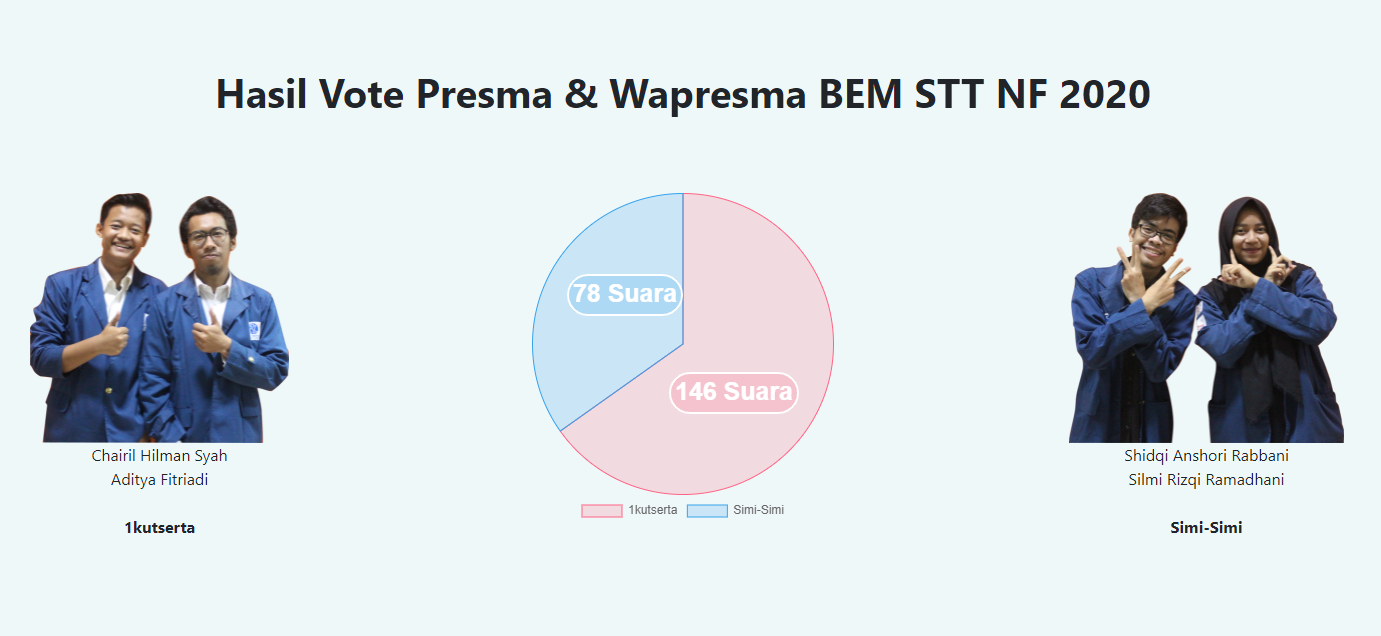 Hasil Vote Presma & Wapresma BEM STT NF 2020
78 Suara
146 Suara
1kutserta
Simi-Simi
Chairil Hilman Syah
Aditya Fitriadi
1kutserta
Shidqi Anshori Rabbani
Silmi Rizqi Ramadhani
Simi-Simi